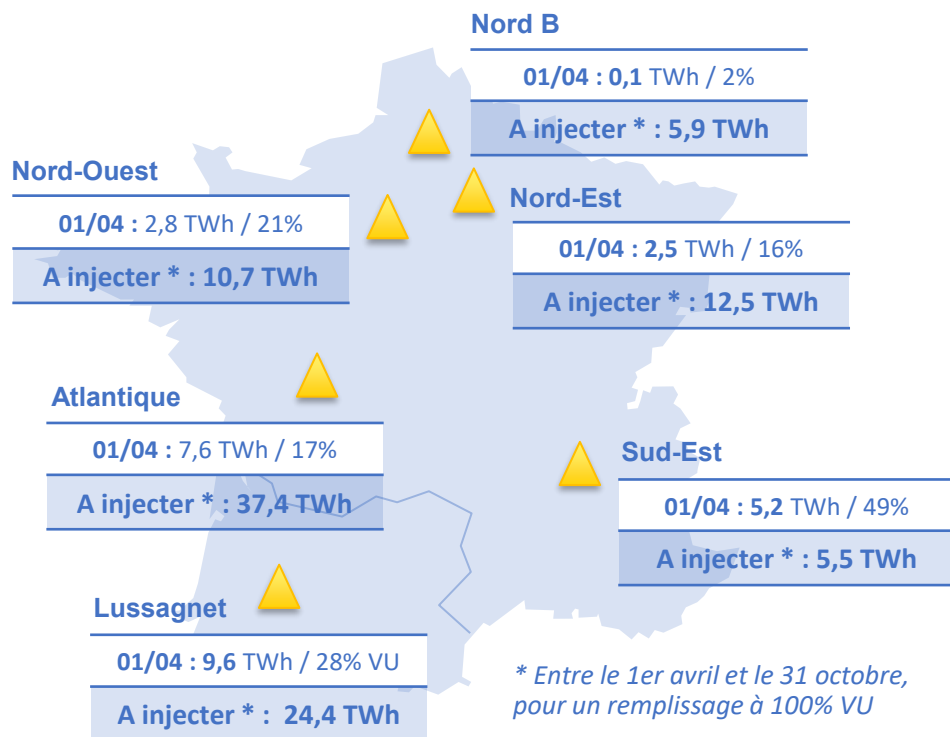 Nord B
01/04 : 0,1 TWh / 2%
A injecter * : 5,9 TWh
Nord-Ouest
01/04 : 2,8 TWh / 21%
A injecter * : 10,7 TWh
Nord-Est
01/04 : 2,5 TWh / 16%
A injecter * : 12,5 TWh
Atlantique
01/04 : 7,6 TWh / 17%
A injecter * : 37,4 TWh
Sud-Est
01/04 : 5,2 TWh / 49%
A injecter * : 5,5 TWh
Lussagnet
01/04 : 9,6 TWh / 28% VU
A injecter * : 24,4 TWh
* Entre le 1er avril et le 31 octobre,
pour un remplissage à 100% VU